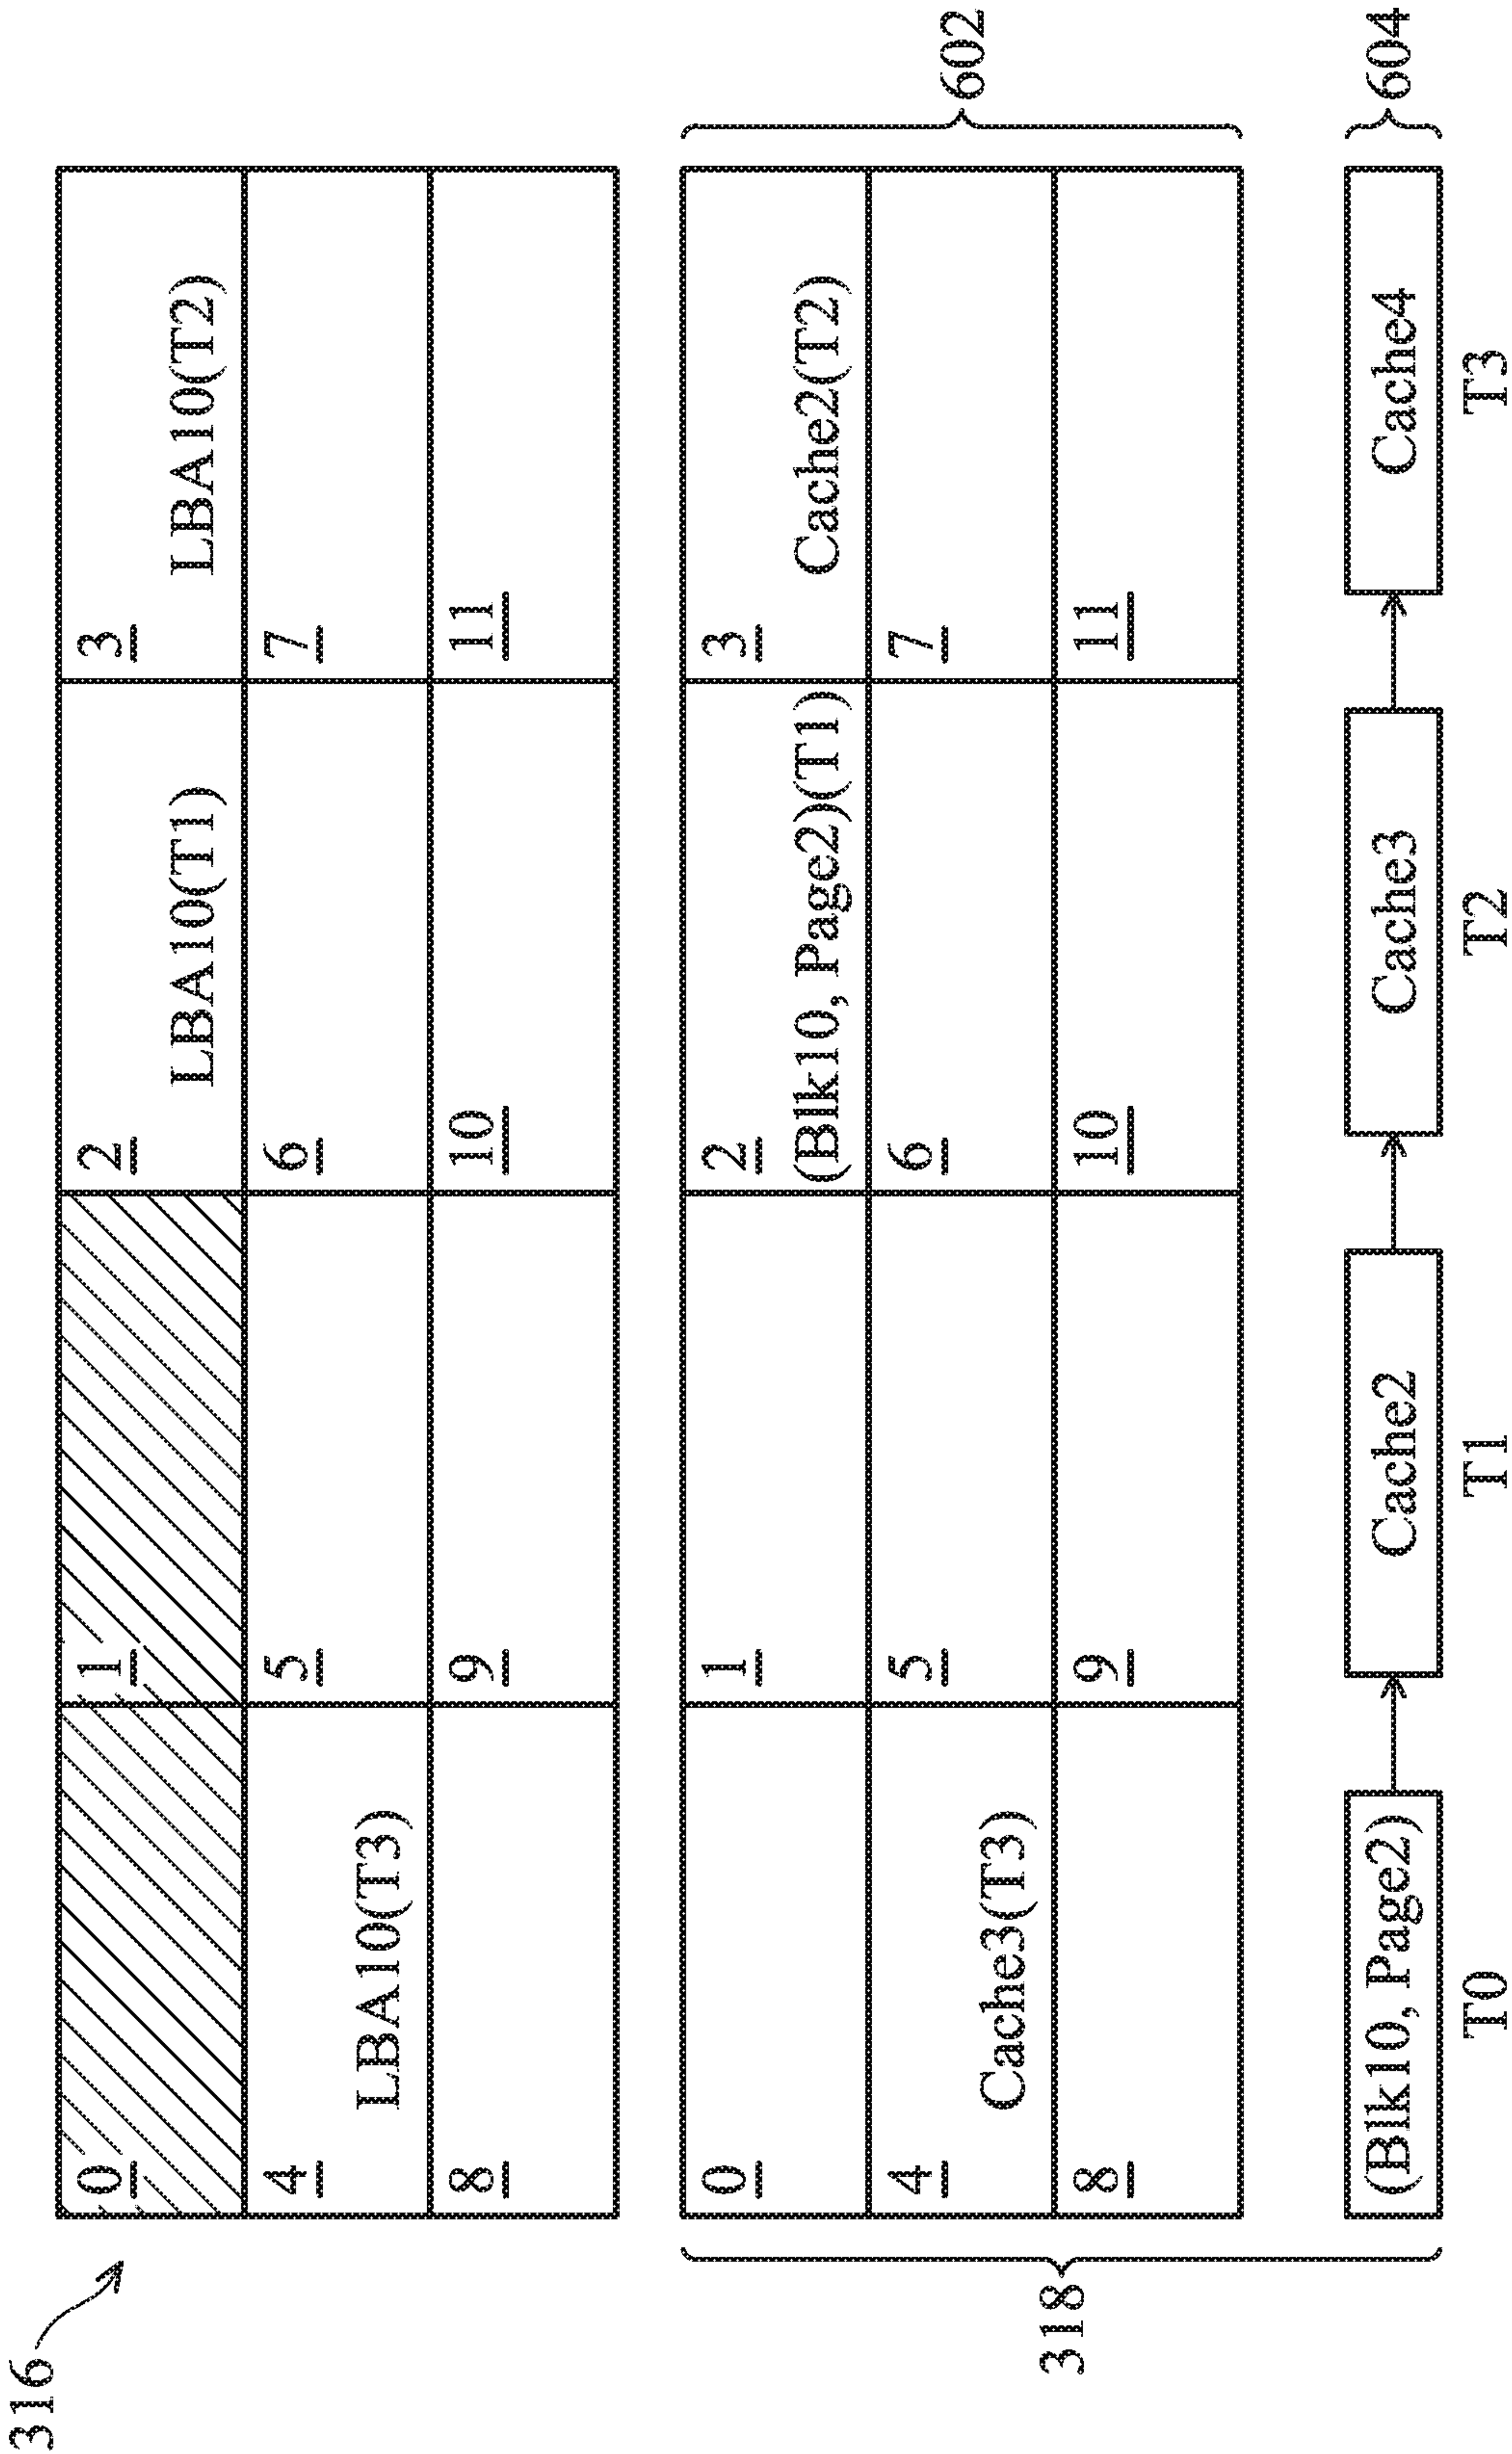 316
0
1
2
LBA10(T1)
3
LBA10(T2)
4
LBA10(T3)
5
6
7
8
9
10
11
318
0
1
2
(Blk10, Page2)(T1)
3
Cache2(T2)
4
Cache3(T3)
5
6
7
8
9
10
11
602
(Blk10, Page2)
Cache2
Cache3
Cache4
604
T0
T1
T2
T3